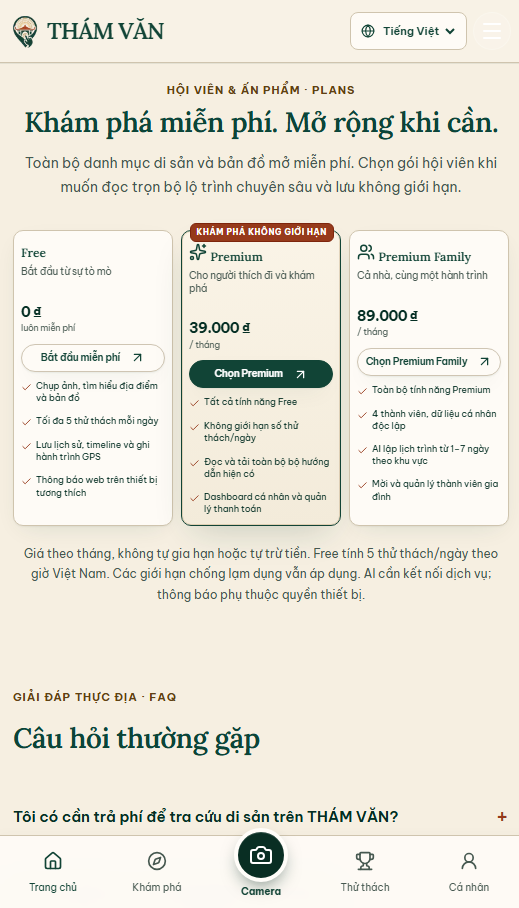 THÁM VĂN
Tiếng Việt
HỘI VIÊN & ẤN PHẨM · PLANS
Khám phá miễn phí. Mở rộng khi cần.
Toàn bộ danh mục di sản và bản đồ mở miễn phí. Chọn gói hội viên khi
muốn đọc trọn bộ lộ trình chuyên sâu và lưu không giới hạn.
Free
Bắt đầu từ sự tò mò
0 ₫
luôn miễn phí
Bắt đầu miễn phí
Chụp ảnh, tìm hiểu địa điểm
và bản đồ
Tối đa 5 thử thách mỗi ngày
Lưu lịch sử, timeline và ghi
hành trình GPS
Thông báo web trên thiết bị
tương thích
KHÁM PHÁ KHÔNG GIỚI HẠN
Premium
Cho người thích đi và khám
phá
39.000 ₫
/ tháng
Chọn Premium
Tất cả tính năng Free
Không giới hạn số thử
thách/ngày
Đọc và tải toàn bộ bộ hướng
dẫn hiện có
Dashboard cá nhân và quản
lý thanh toán
Premium Family
Cả nhà, cùng một hành trình
89.000 ₫
/ tháng
Chọn Premium Family
Toàn bộ tính năng Premium
4 thành viên, dữ liệu cá nhân
độc lập
AI lập lịch trình từ 1–7 ngày
theo khu vực
Mời và quản lý thành viên gia
đình
Giá theo tháng, không tự gia hạn hoặc tự trừ tiền. Free tính 5 thử thách/ngày theo
giờ Việt Nam. Các giới hạn chống lạm dụng vẫn áp dụng. AI cần kết nối dịch vụ;
thông báo phụ thuộc quyền thiết bị.
GIẢI ĐÁP THỰC ĐỊA · FAQ
Câu hỏi thường gặp
Tôi có cần trả phí để tra cứu di sản trên THÁM VĂN?
+
Trang chủ
Khám phá
Camera
Thử thách
Cá nhân